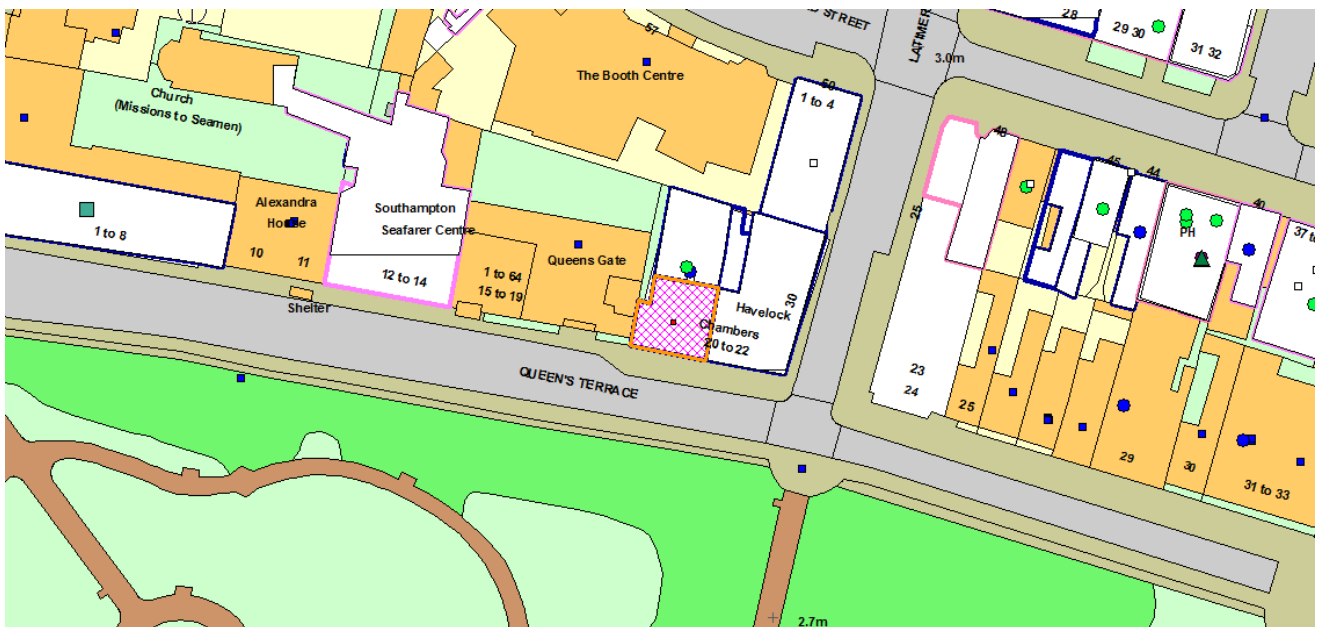 28
29 30
31 32
STREET
LATIMER
3.0m
57
The Booth Centre
50
1 to 4
Church
(Missions to Seamen)
48
45
44
40
37 to
PH
25
Alexandra
House
10
11
1 to 8
Southampton
Seafarer Centre
12 to 14
Shelter
1 to 64
15 to 19
Queens Gate
Havelock
Chambers
20 to 22
30
QUEEN'S TERRACE
23
24
25
29
30
31 to 33
2.7m